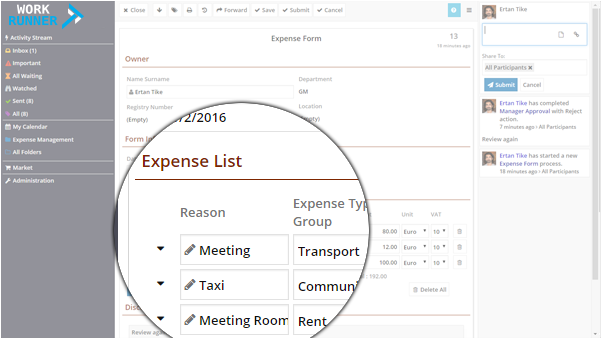 WORK
RUNNER
Activity Stream
Inbox (1)
Important
All Waiting
Watched
Sent (8)
All (8)
My Calendar
Expense Management
All Folders
Market
Administration
Close
Forward
Save
Submit
Cancel
Expense Form
13
18 minutes ago
Owner
Name Surname
Department
Ertan Tike
GM
Registry Number
Location
(Empty)
2/2016
Form In
Expense List
Reason
Expense Typ
Group
Unit
VAT
Meeting
Transport
80.00
Euro
10
Taxi
Communi
12.00
Euro
10
Meeting Room
Rent
100.00
Euro
10
: 192.00
Delete All
Review again
Ertan Tike
Share To:
All Participants
Submit
Cancel
Ertan Tike has completed
Manager Approval with Reject
action.
7 minutes ago - All Participants
Review again
Ertan Tike has started a new
Expense Form process.
18 minutes ago - All Participants